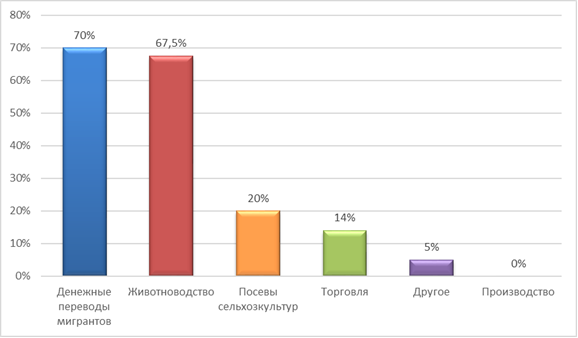 80%
70%
60%
50%
40%
30%
20%
10%
0%
70%
67,5%
20%
14%
5%
0%
Денежные
переводы
мигрантов
Животноводство
Посевы
сельхозкультур
Торговля
Другое
Производство